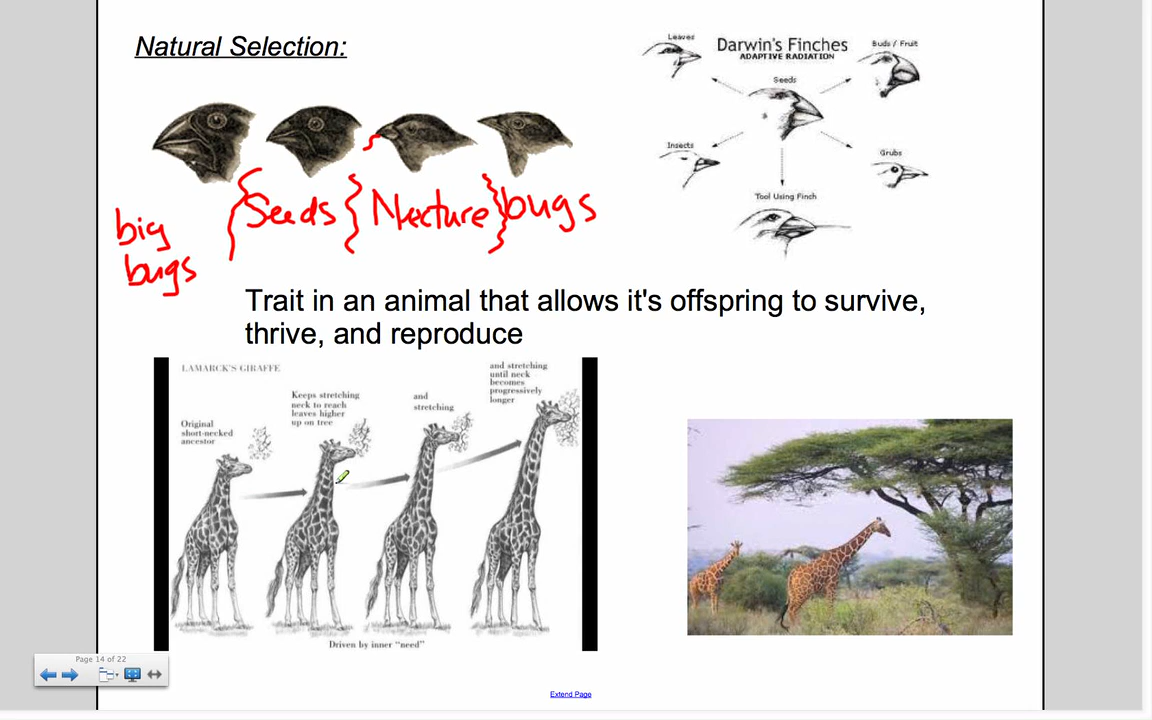 Natural Selection:
Darwin's Finches
ADAPTIVE RADIATION
Leaves
Buds / Fruit
Seeds
Insects
Grubs
Tool Using Finch
big
bugs
Seeds
Necture
bugs
Trait in an animal that allows it's offspring to survive,
thrive, and reproduce
LAMARCK'S GIRAFFE
Original
short-necked
ancestor
Keeps stretching
neck to reach
leaves higher
up on tree
and
stretching
and stretching
until neck
becomes
progressively
longer
Driven by inner "need"
Page 14 of 22
Extend Page